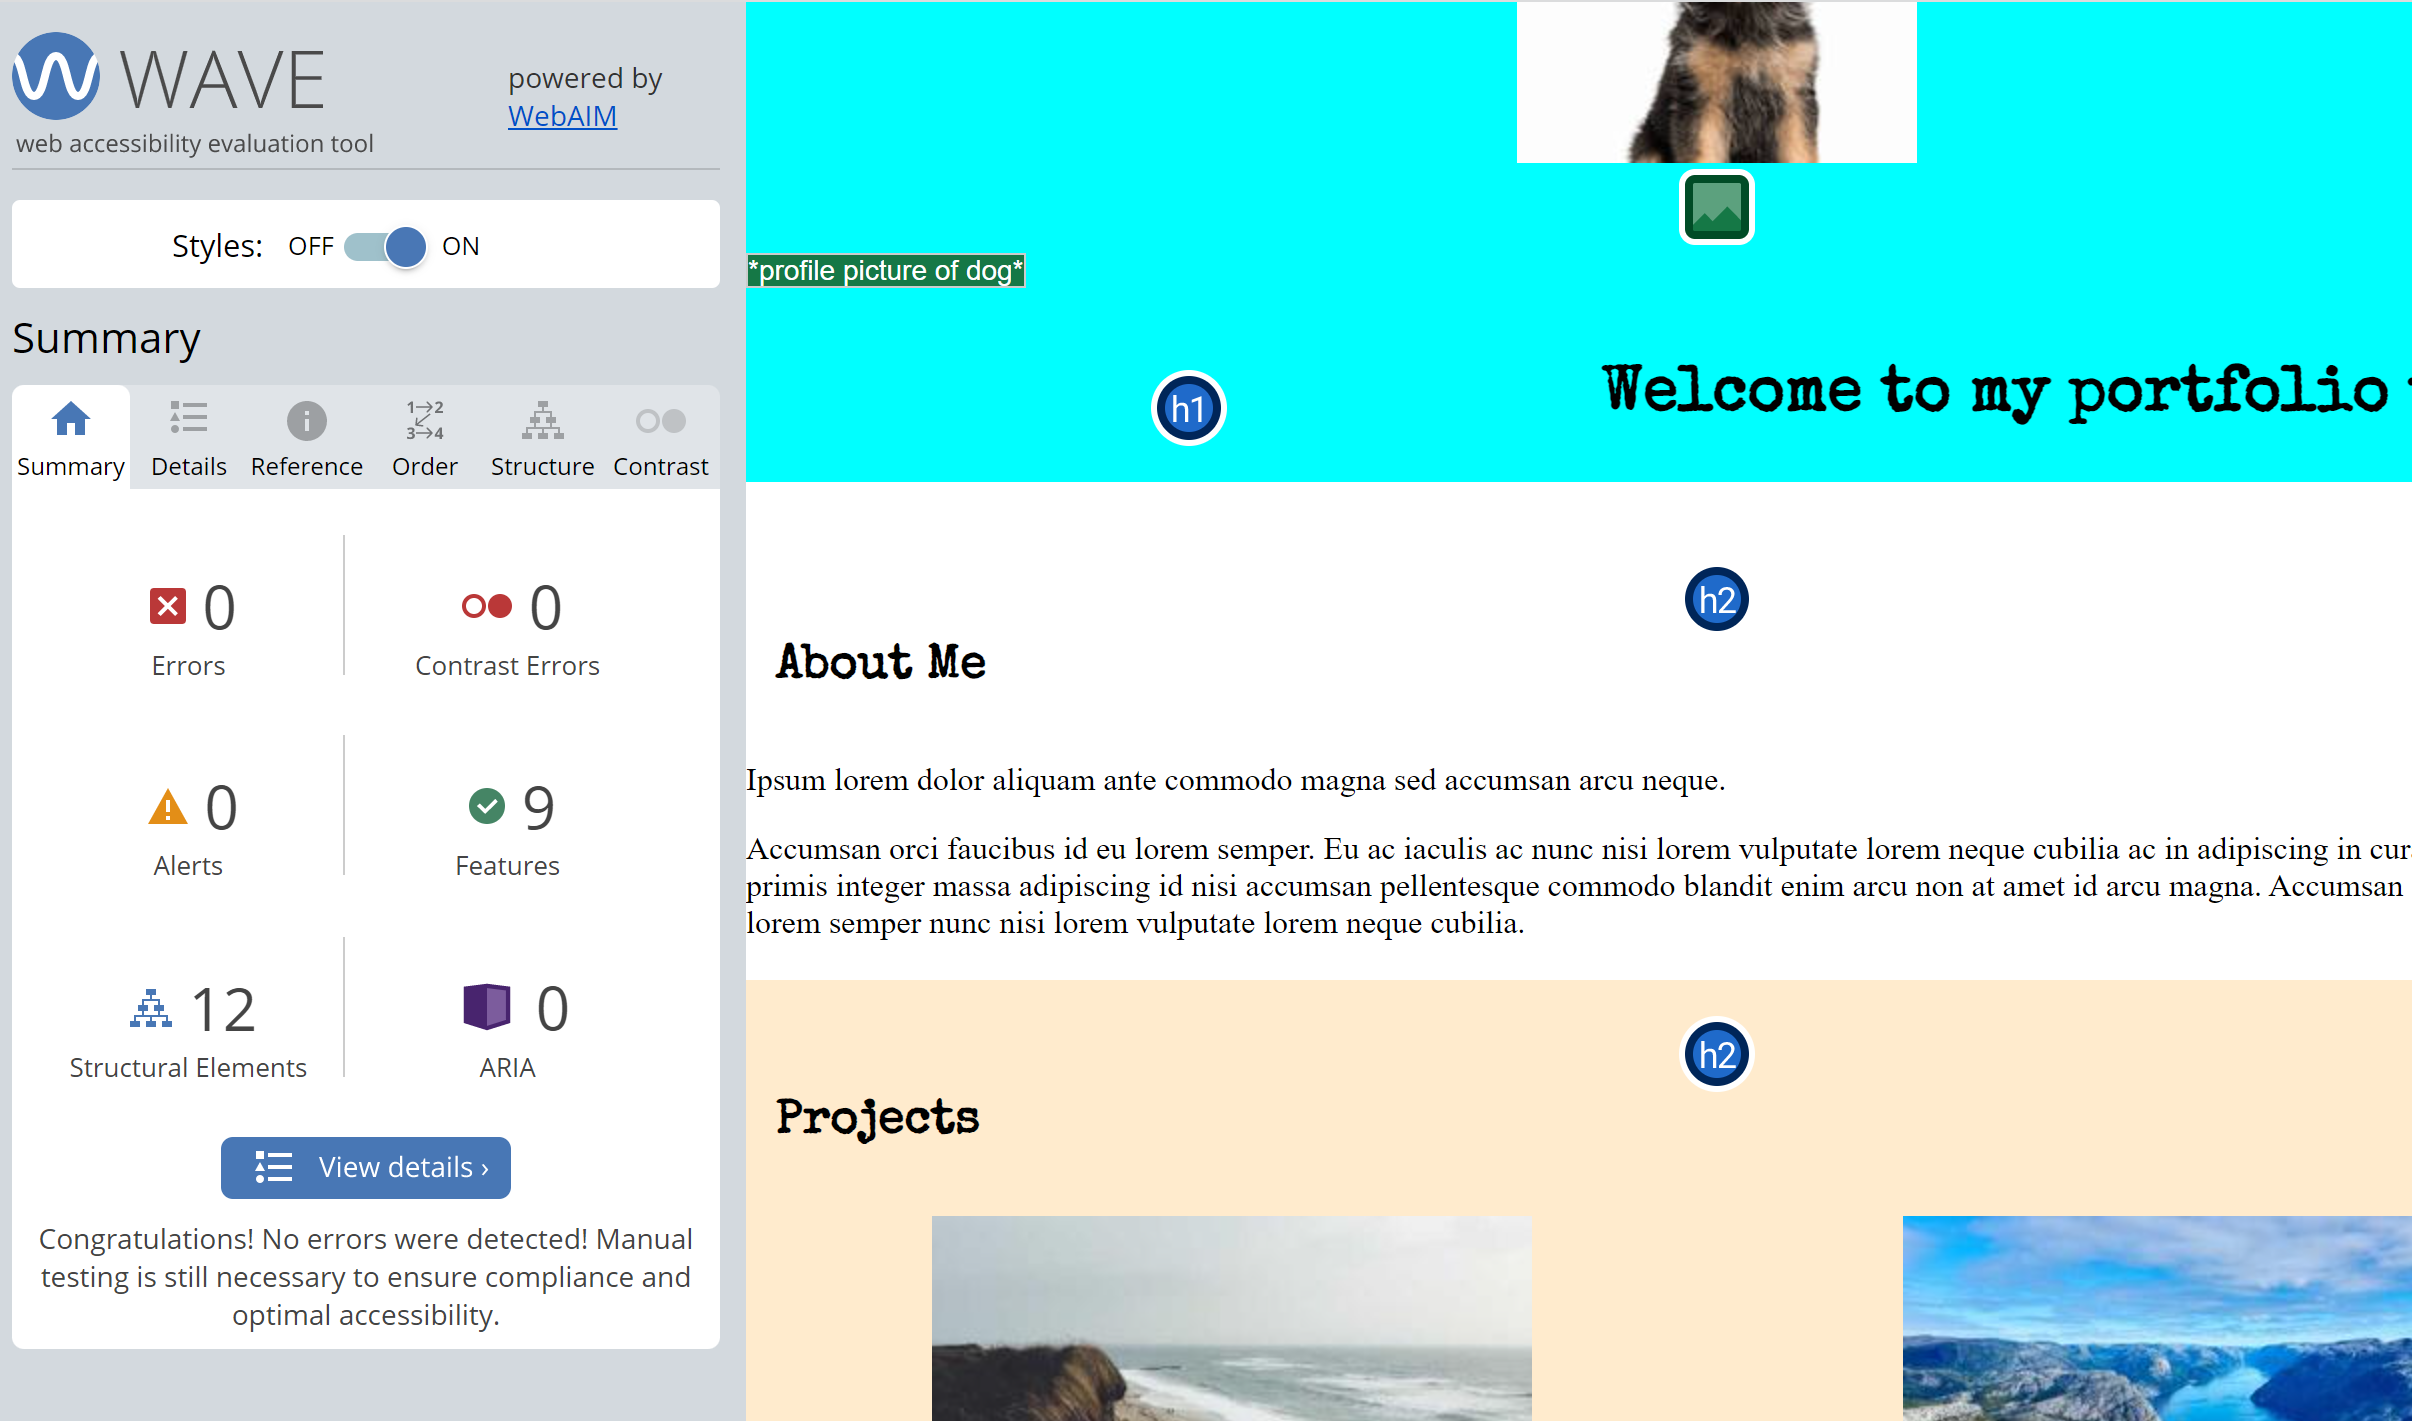 WAVE
web accessibility evaluation tool
powered by
WebAIM
Styles: OFF ON
Summary
Summary Details Reference Order Structure Contrast
1 2
3 4
0
Errors
0
Contrast Errors
0
Alerts
9
Features
12
Structural Elements
0
ARIA
View details ›
Congratulations! No errors were detected! Manual
testing is still necessary to ensure compliance and
optimal accessibility.
*profile picture of dog*
h1
Welcome to my portfolio
h2
About Me
Ipsum lorem dolor aliquam ante commodo magna sed accumsan arcu neque.
Accumsan orci faucibus id eu lorem semper. Eu ac iaculis ac nunc nisi lorem vulputate lorem neque cubilia ac in adipiscing in
primis integer massa adipiscing id nisi accumsan pellentesque commodo blandit enim arcu non at amet id arcu magna. Accumsan
lorem semper nunc nisi lorem vulputate lorem neque cubilia.
h2
Projects